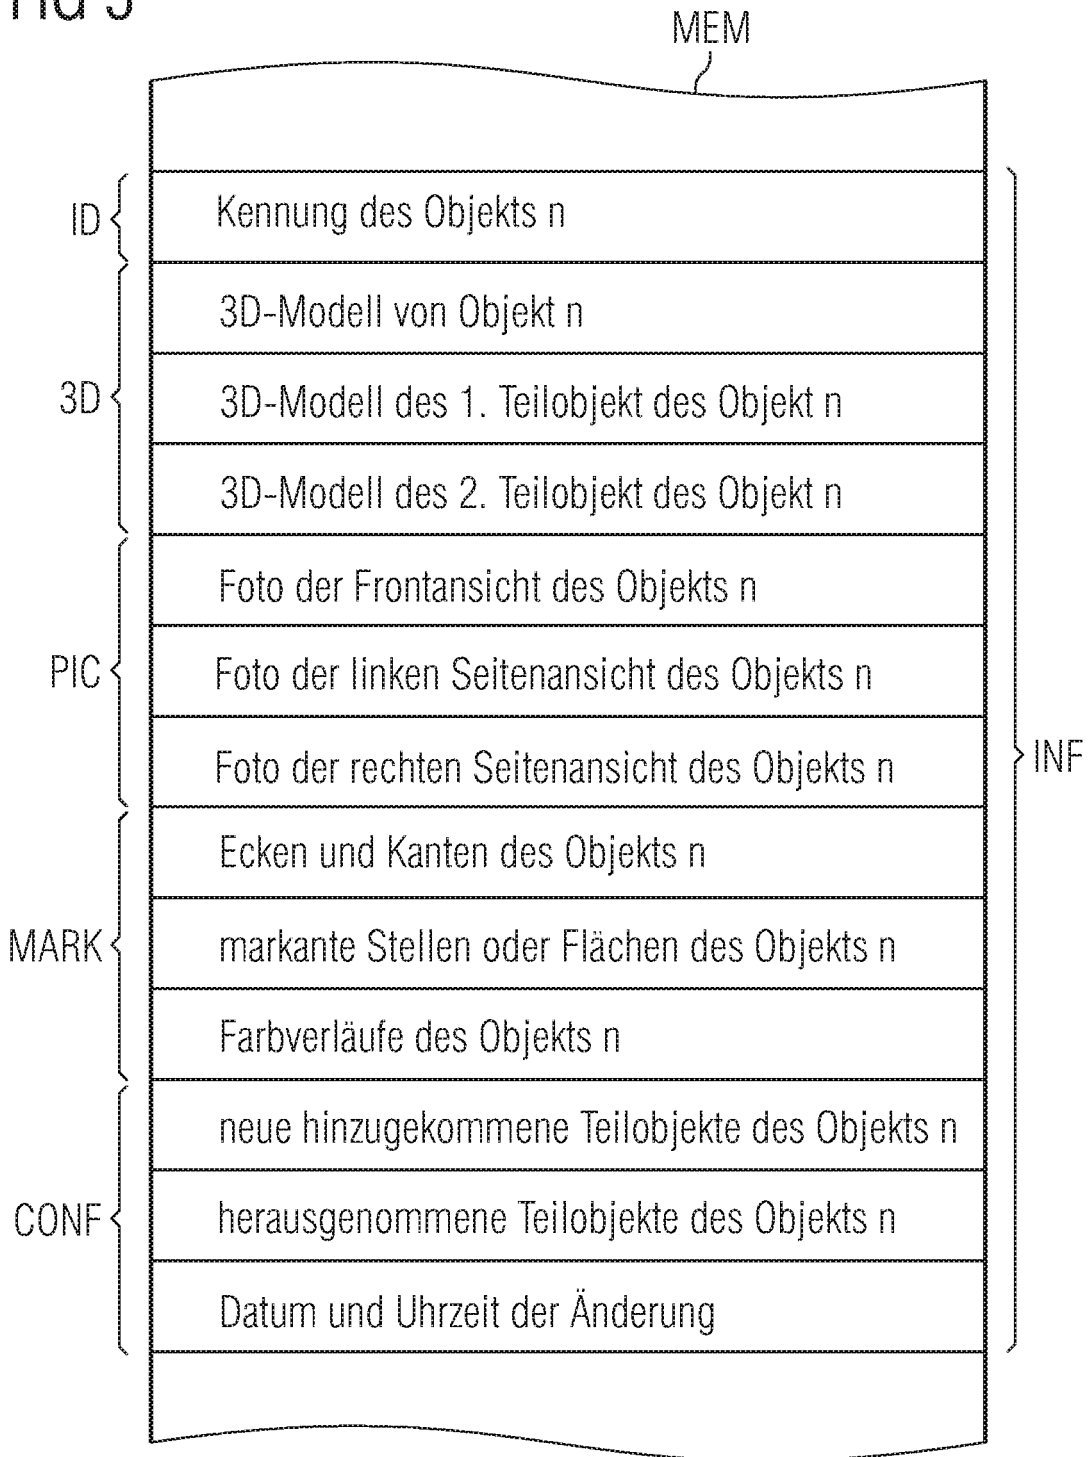 MEM
ID
Kennung des Objekts n
3D-Modell von Objekt n
3D
3D-Modell des 1. Teilobjekt des Objekt n
3D-Modell des 2. Teilobjekt des Objekt n
Foto der Frontansicht des Objekts n
PIC
Foto der linken Seitenansicht des Objekts n
Foto der rechten Seitenansicht des Objekts n
INF
Ecken und Kanten des Objekts n
MARK
markante Stellen oder Flächen des Objekts n
Farbverläufe des Objekts n
neue hinzugekommene Teilobjekte des Objekts n
CONF
herausgenommene Teilobjekte des Objekts n
Datum und Uhrzeit der Änderung